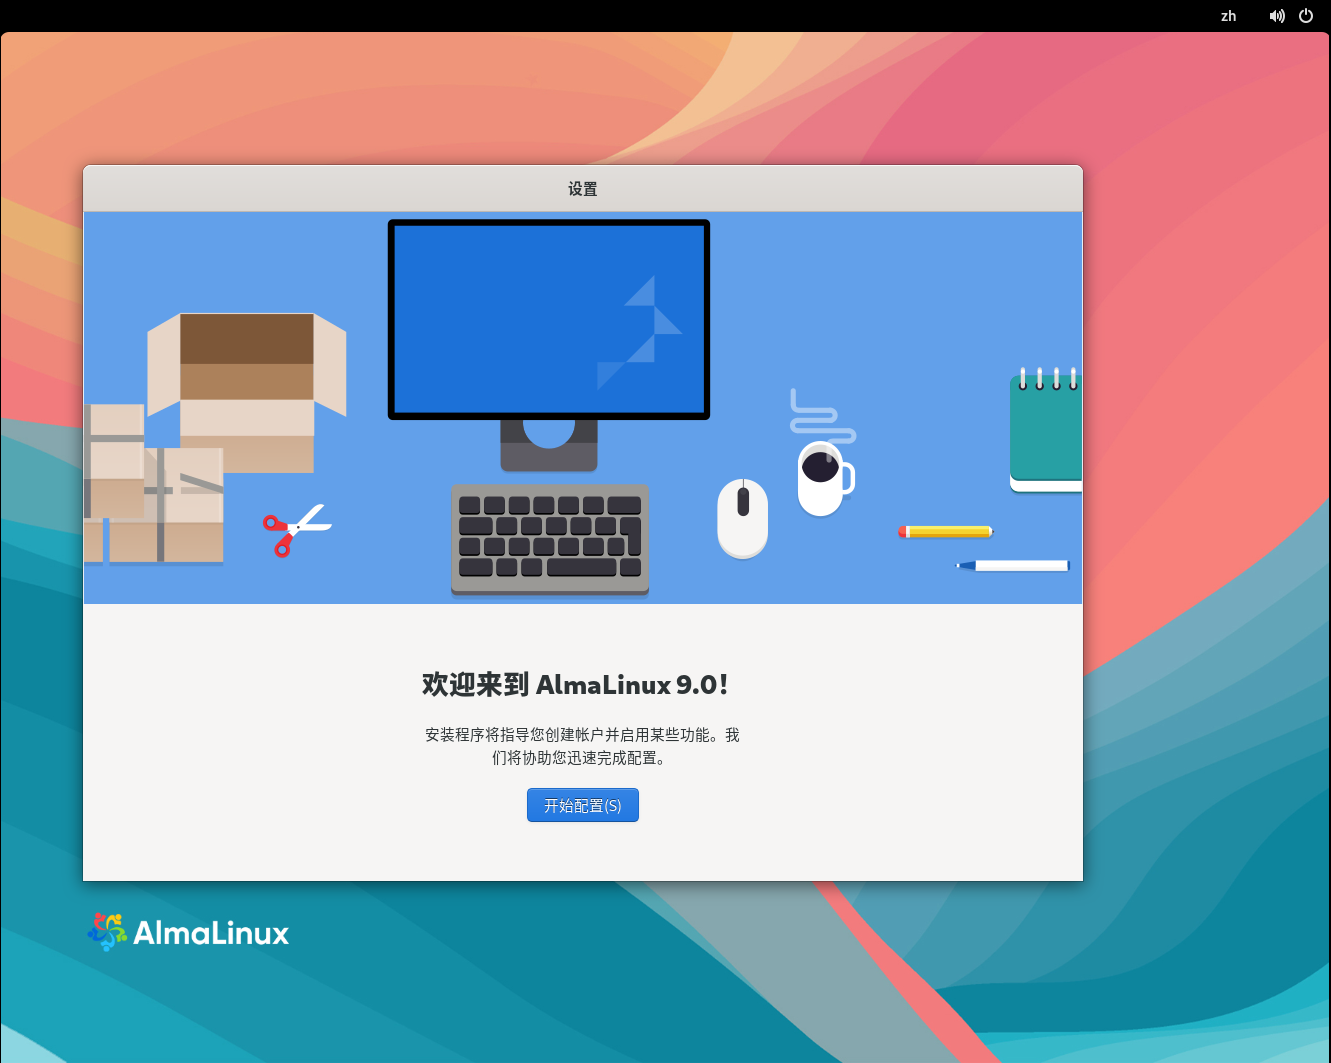 zh
设置
欢迎来到 AlmaLinux 9.0!
安装程序将指导您创建帐户并启用某些功能。我
们将协助您迅速完成配置。
开始配置(S)
AlmaLinux